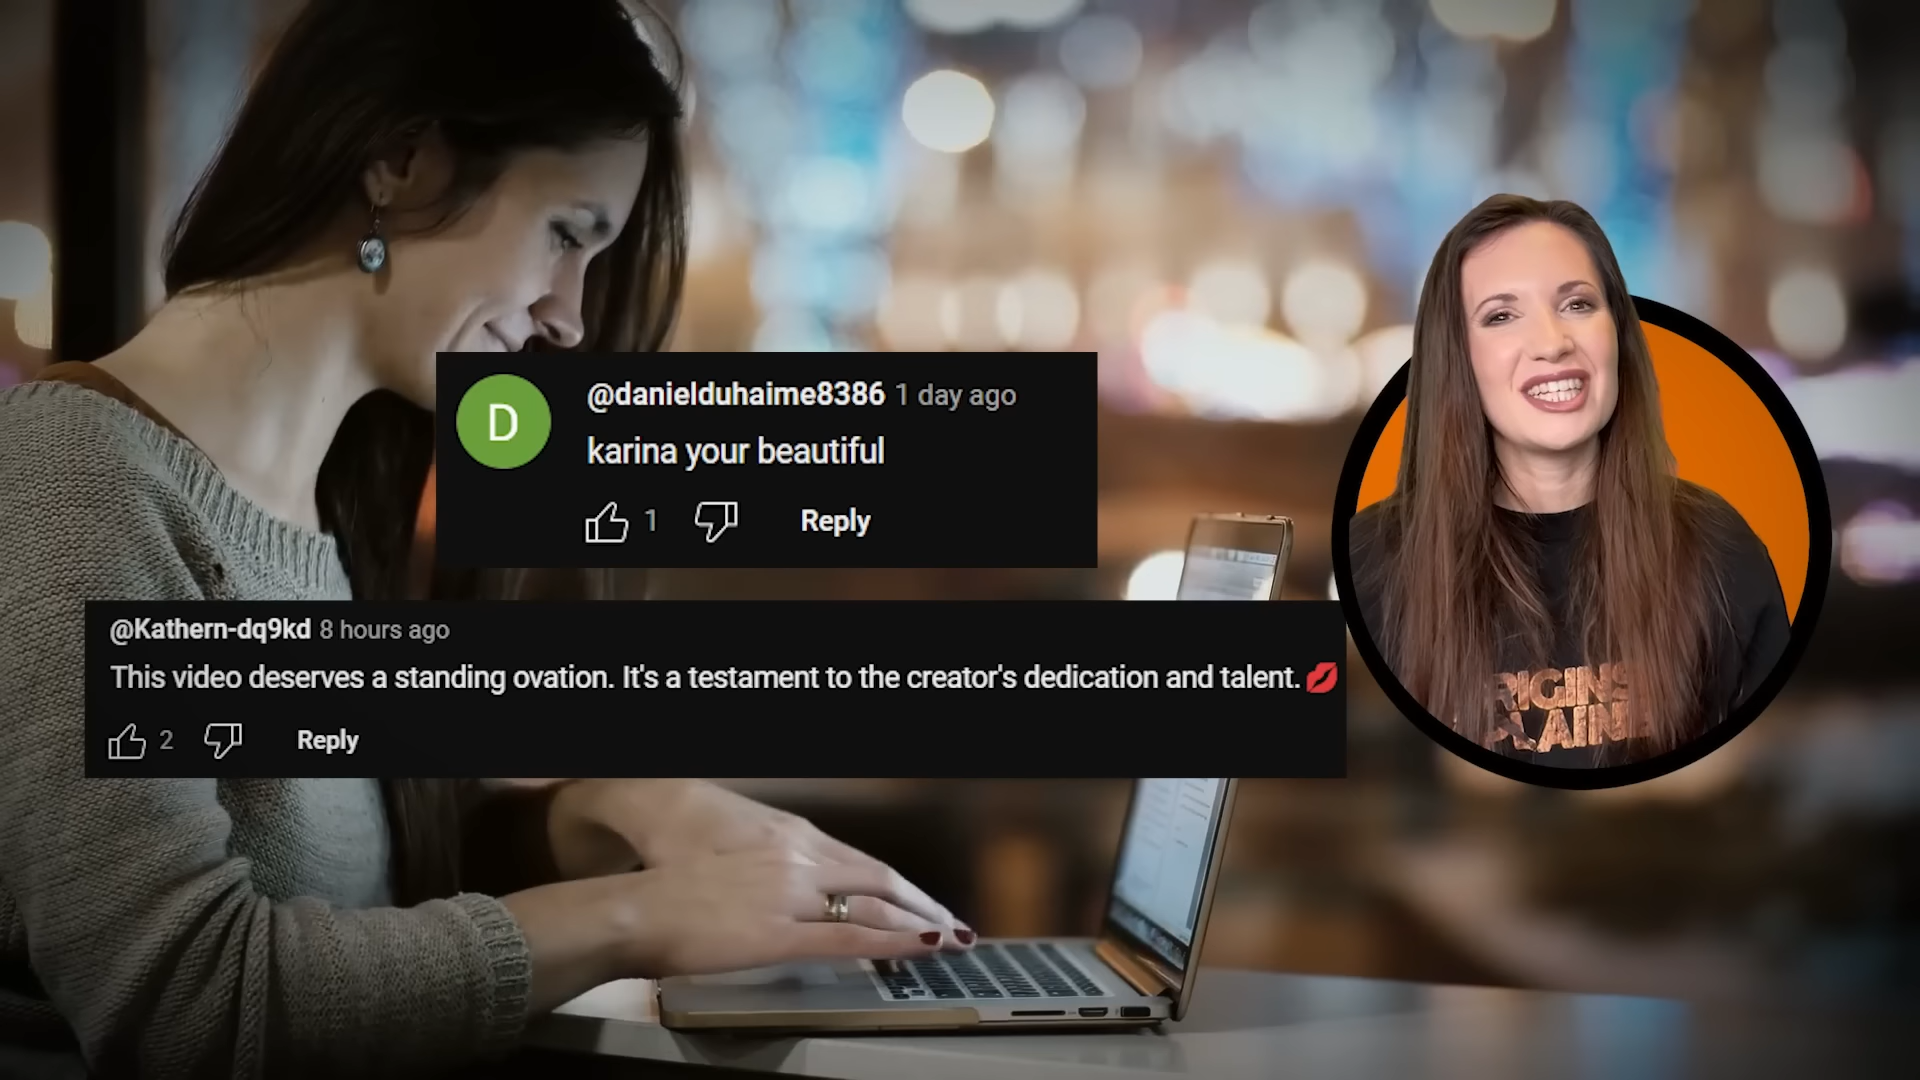 D
@danielduhaime8386 1 day ago
karina your beautiful
1
Reply
@Kathern-dq9kd 8 hours ago
This video deserves a standing ovation. It's a testament to the creator's dedication and talent.💋
2
Reply